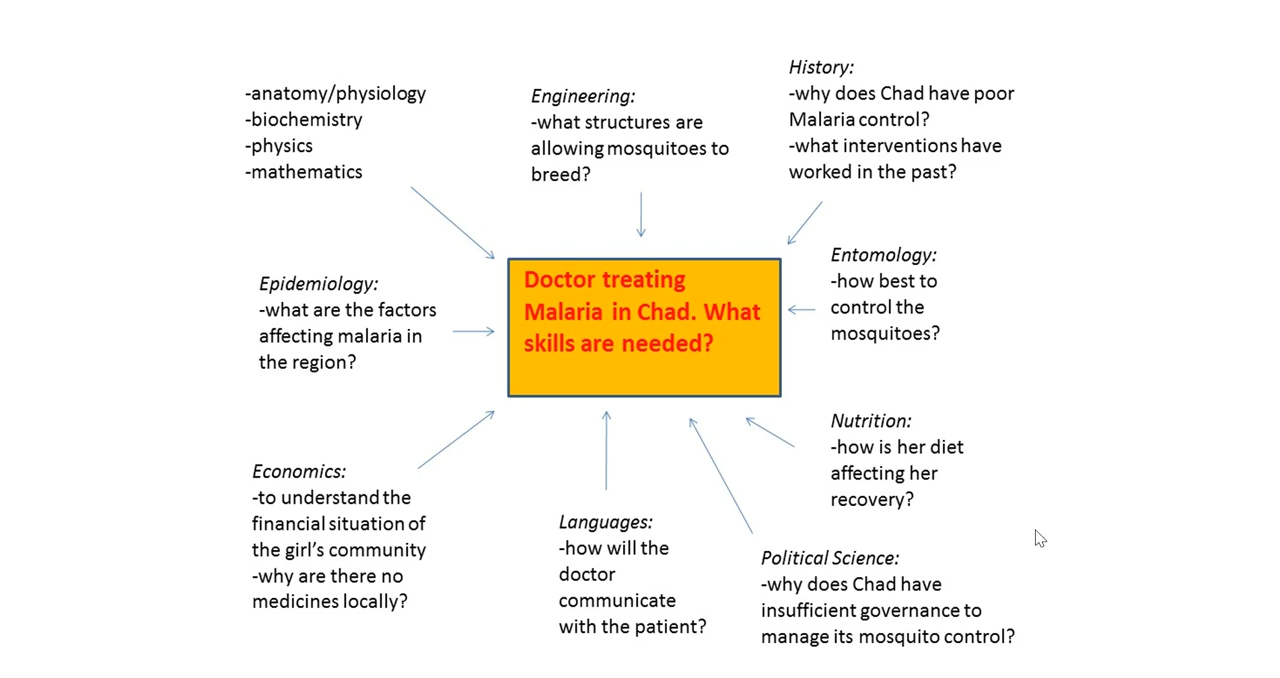 -anatomy/physiology
-biochemistry
-physics
-mathematics
Engineering:
-what structures are
allowing mosquitoes to
breed?
History:
-why does Chad have poor
Malaria control?
-what interventions have
worked in the past?
Epidemiology:
-what are the factors
affecting malaria in
the region?
Doctor treating
Malaria in Chad. What
skills are needed?
Entomology:
-how best to
control the
mosquitoes?
Economics:
-to understand the
financial situation of
the girl’s community
-why are there no
medicines locally?
Languages:
-how will the
doctor
communicate
with the patient?
Nutrition:
-how is her diet
affecting her
recovery?
Political Science:
-why does Chad have
insufficient governance to
manage its mosquito control?